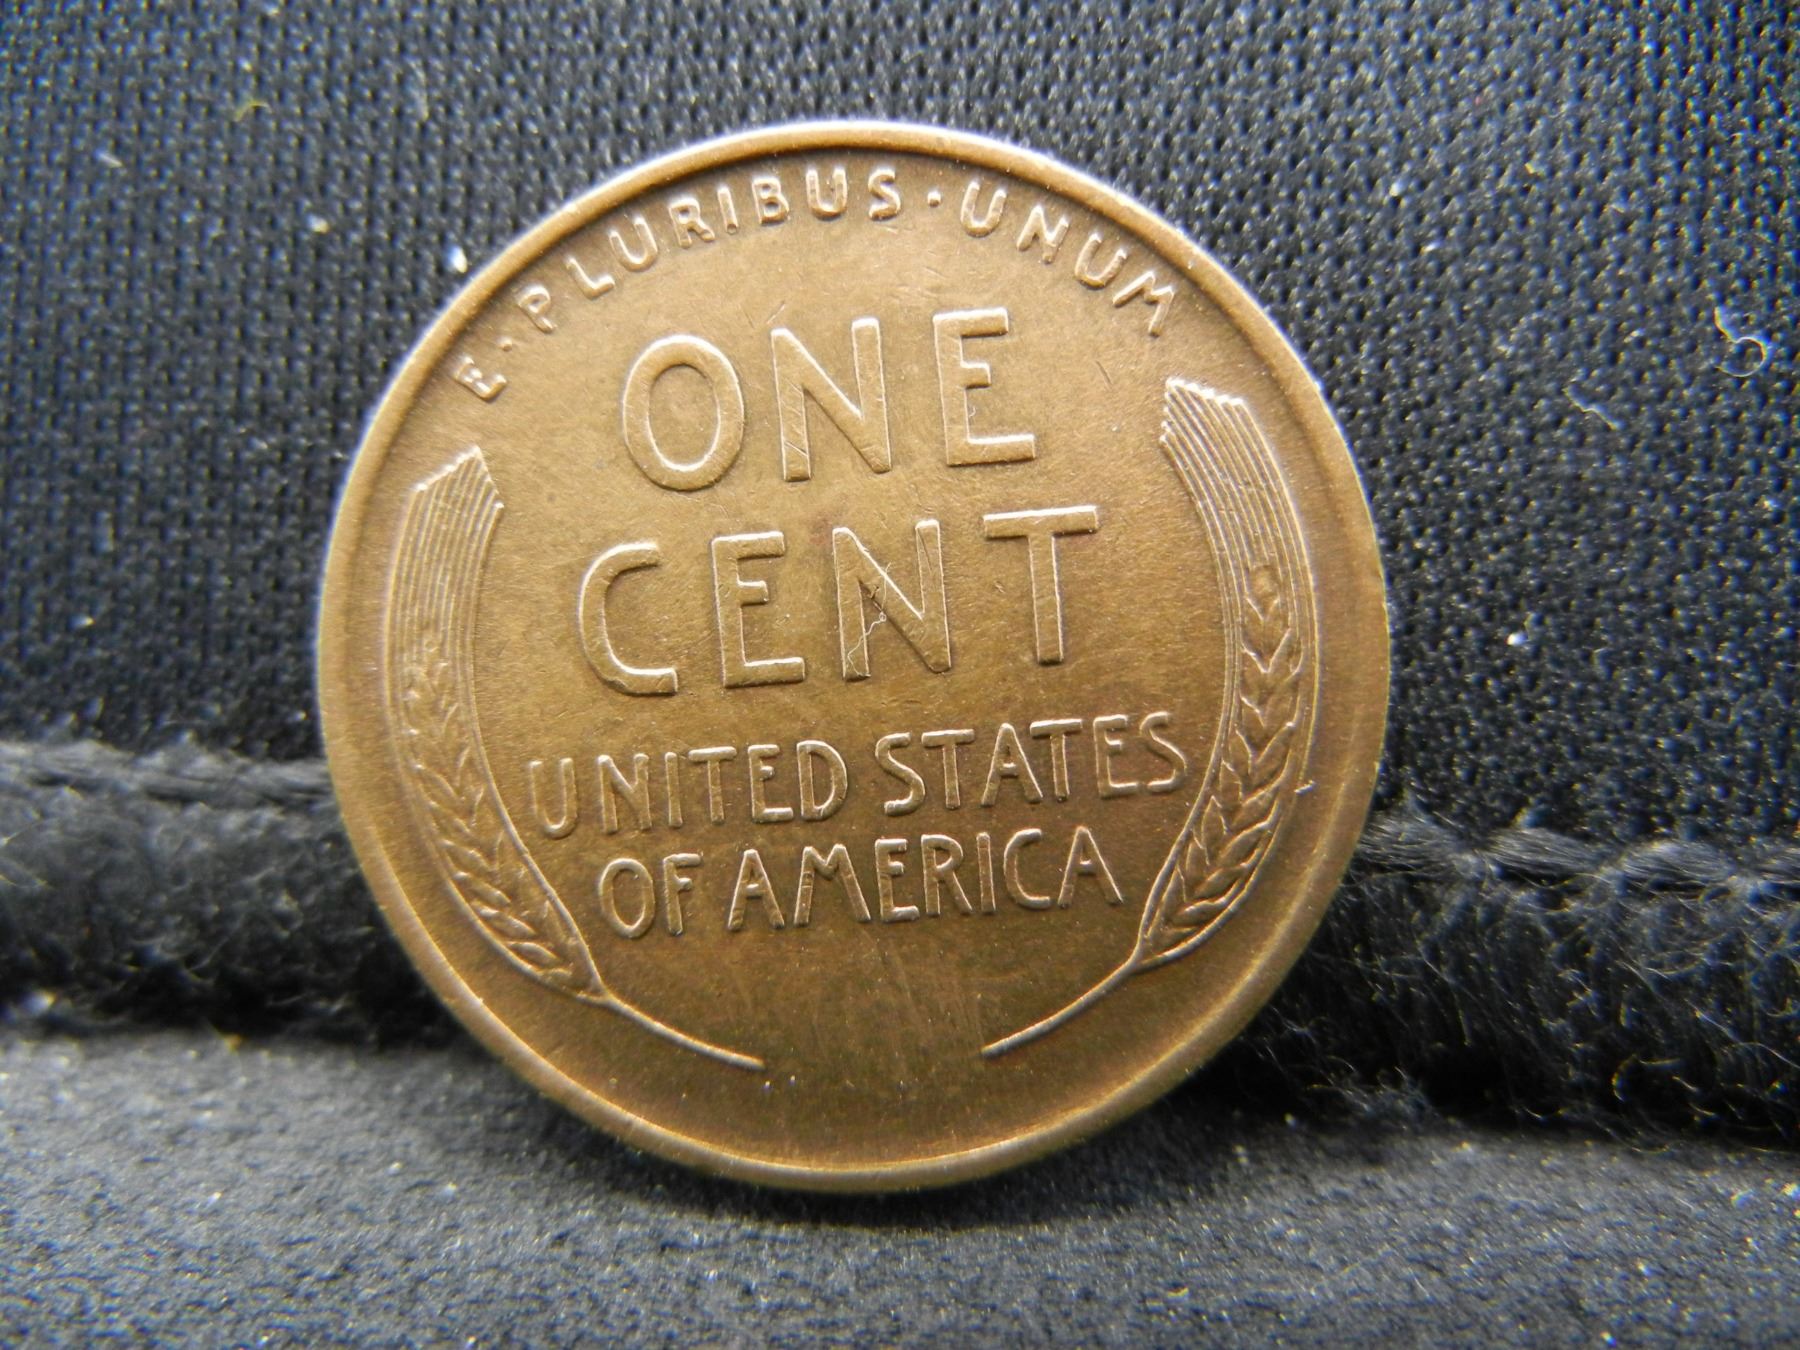 E·PLURIBUS·UNUM
ONE
CENT
UNITED STATES
OF AMERICA